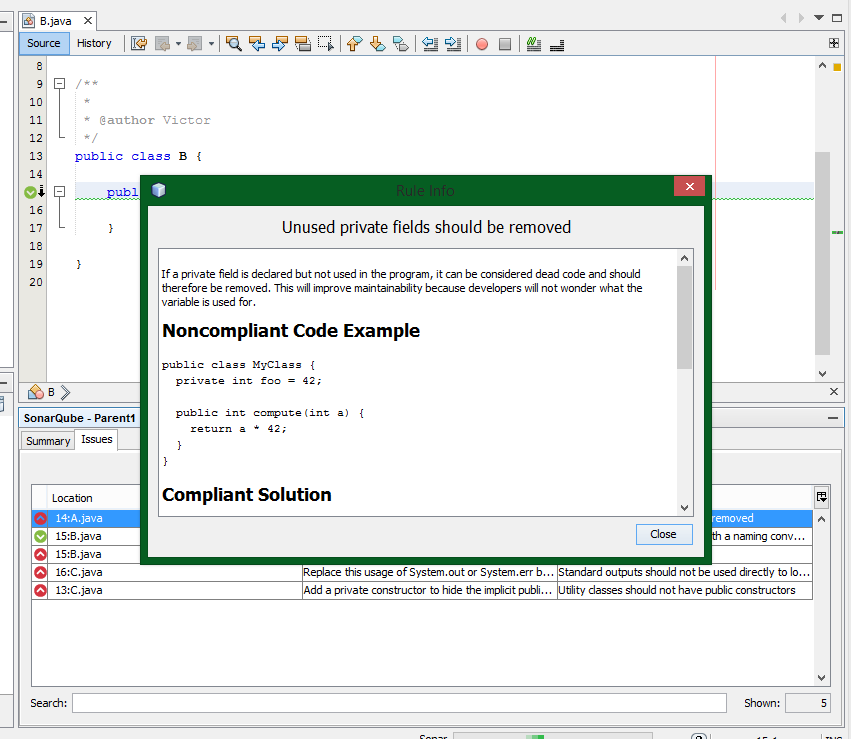 B.java
Source History
8
9 /**
10 *
11 * @author Victor
12 */
13 public class B {
14
publ
16
17 }
18
19 }
20
Rule Info
Unused private fields should be removed
If a private field is declared but not used in the program, it can be considered dead code and should
therefore be removed. This will improve maintainability because developers will not wonder what the
variable is used for.
Noncompliant Code Example
public class MyClass {
private int foo = 42;
public int compute(int a) {
return a * 42;
}
}
Compliant Solution
Close
B
SonarQube - Parent1
Summary Issues
Location
14:A.java removed
15:B.java th a naming conv...
15:B.java
16:C.java Replace this usage of System.out or System.err b... Standard outputs should not be used directly to lo...
13:C.java Add a private constructor to hide the implicit publi... Utility classes should not have public constructors
Search: Shown: 5
Sonar